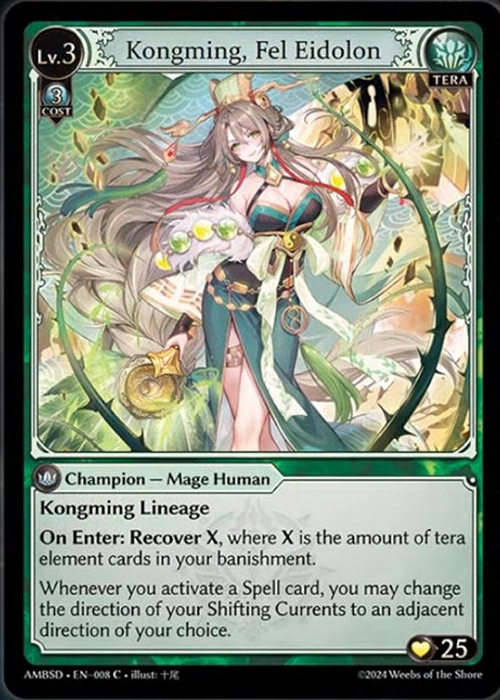 Lv.3 Kongming, Fel Eidolon
TERA
3
COST
Champion — Mage Human
Kongming Lineage
On Enter: Recover X, where X is the amount of tera
element cards in your banishment.
Whenever you activate a Spell card, you may change
the direction of your Shifting Currents to an adjacent
direction of your choice.
25
AMBSD • EN-008 C • illust: 十尾
©2024 Weebs of the Shore